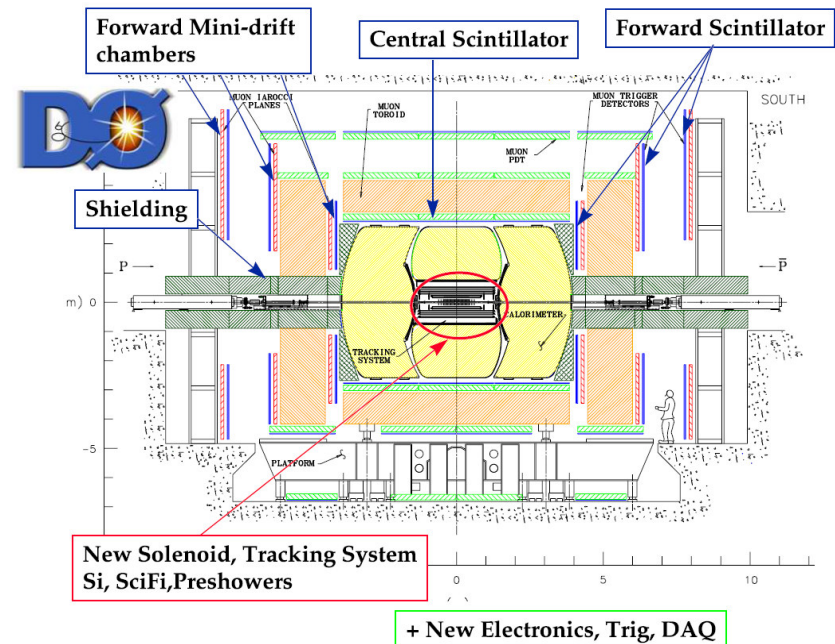 Forward Mini-drift
chambers
Central Scintillator
Forward Scintillator
DØ
MUON IAROCCI
PLANES
MUON
TOROID
MUON TRIGGER
DETECTORS
SOUTH
MUON
PDT
Shielding
P
P̅
m)
0
CALORIMETER
TRACKING
SYSTEM
-5
PLATFORM
New Solenoid, Tracking System
Si, SciFi,Preshowers
0
5
10
+ New Electronics, Trig, DAQ